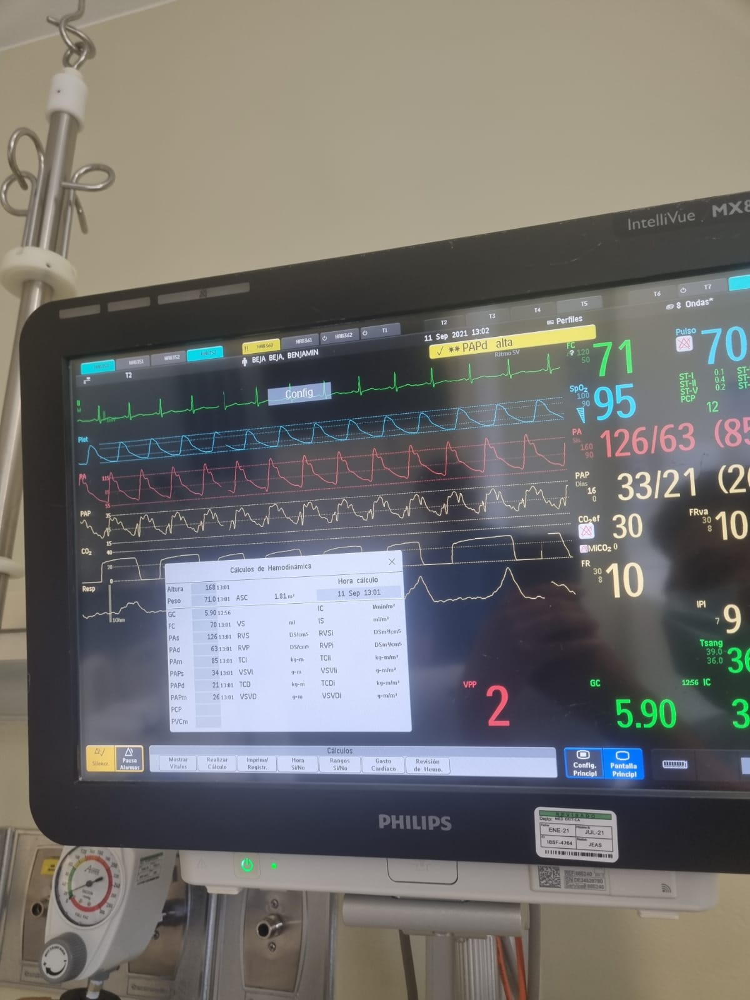 IntelliVue MX8
HAB351
HAB352
HAB353
!! HAB360
HAB361
HAB362
T1
T2
T3
T4
T5
T6
T7
T2
BEJA BEJA, BENJAMIN
11 Sep 2021 13:02
Perfiles
8 Ondas*
✓ ** PAPd alta
Ritmo SV
Config
FC
? 120
50
71
Pulso
70
SpO₂
100
90
95
ST-I 0.1 ST-
ST-II 0.4 ST-
ST-V 0.2 ST-
PCP
12
Plet
PA
Sis.
160
90
126/63 (85
PA
115
55
PAP
Dias
16
0
33/21 (2
PAP
35
15
CO₂
40
20
0
CO₂ef
30
FRva
30
8
10
MiCO₂ 0
FR
30
8
10
Resp
10hm
IPI
7
9
Tsang
39.0
36.0
36
Cálculos de Hemodinámica
Altura 168 13:01
Hora cálculo
Peso 71.0 13:01 ASC 1.81 m²
11 Sep 13:01
GC 5.90 12:56 IC l/min/m²
FC 70 13:01 VS ml IS ml/m²
PAs 126 13:01 RVS DS/cm5 RVSi DSm²/cm5
PAd 63 13:01 RVP DS/cm5 RVPi DSm²/cm5
PAm 85 13:01 TCI kg-m TCIi kg-m/m²
PAPs 34 13:01 VSVI g-m VSVIi g-m/m²
PAPd 21 13:01 TCD kg-m TCDi kg-m/m²
PAPm 26 13:01 VSVD g-m VSVDi g-m/m²
PCP
PVCm
VPP
2
GC 12:56 IC
5.90 3
Silencr.
Pausa
Alarmas
Cálculos
Mostrar
Vitales
Realizar
Cálculo
Imprimr/
Registr.
Hora
Sí/No
Rangos
Sí/No
Gasto
Cardíaco
Revisión
de Hemo.
Config.
Principl
Pantalla
Principl
PHILIPS
REVISADO
Depto: MED CRITICA
ENE-21 JUL-21
IBSF-4764 JEAS